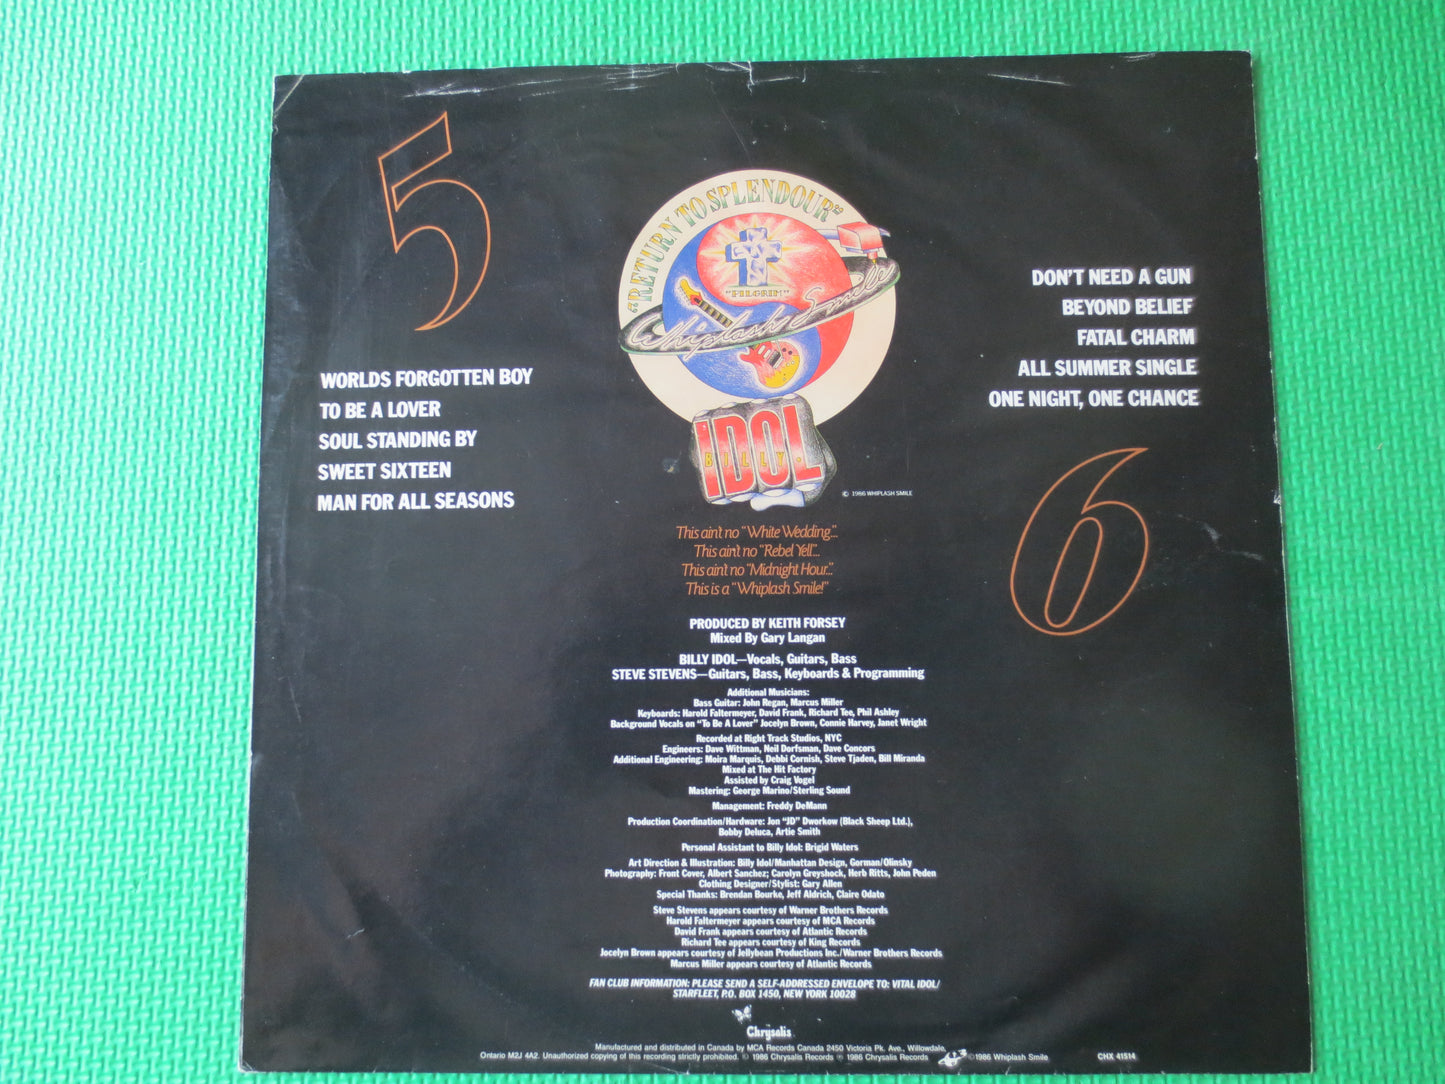 5
WORLDS FORGOTTEN BOY
TO BE A LOVER
SOUL STANDING BY
SWEET SIXTEEN
MAN FOR ALL SEASONS
"RETURN TO SPLENDOUR"
"PILGRIM"
Whiplash Smile
IDOL
BILLY
© 1986 WHIPLASH SMILE
DON'T NEED A GUN
BEYOND BELIEF
FATAL CHARM
ALL SUMMER SINGLE
ONE NIGHT, ONE CHANCE
6
This ain't no "White Wedding"...
This ain't no "Rebel Yell"...
This ain't no "Midnight Hour"...
This is a "Whiplash Smile!"
PRODUCED BY KEITH FORSEY
Mixed By Gary Langan
BILLY IDOL—Vocals, Guitars, Bass
STEVE STEVENS—Guitars, Bass, Keyboards & Programming
Additional Musicians:
Bass Guitar: John Regan, Marcus Miller
Keyboards: Harold Faltermeyer, David Frank, Richard Tee, Phil Ashley
Background Vocals on "To Be A Lover" Jocelyn Brown, Connie Harvey, Janet Wright
Recorded at Right Track Studios, NYC
Engineers: Dave Wittman, Neil Dorfsman, Dave Concors
Additional Engineering: Moira Marquis, Debbi Cornish, Steve Tjaden, Bill Miranda
Mixed at The Hit Factory
Assisted by Craig Vogel
Mastering: George Marino/Sterling Sound
Management: Freddy DeMann
Production Coordination/Hardware: Jon "JD" Dworkow (Black Sheep Ltd.),
Bobby Deluca, Artie Smith
Personal Assistant to Billy Idol: Brigid Waters
Art Direction & Illustration: Billy Idol/Manhattan Design, Gorman/Olinsky
Photography: Front Cover, Albert Sanchez; Carolyn Greyshock, Herb Ritts, John Peden
Clothing Designer/Stylist: Gary Allen
Special Thanks: Brendan Bourke, Jeff Aldrich, Claire Odato
Steve Stevens appears courtesy of Warner Brothers Records
Harold Faltermeyer appears courtesy of MCA Records
David Frank appears courtesy of Atlantic Records
Richard Tee appears courtesy of King Records
Jocelyn Brown appears courtesy of Jellybean Productions Inc./Warner Brothers Records
Marcus Miller appears courtesy of Atlantic Records
FAN CLUB INFORMATION: PLEASE SEND A SELF-ADDRESSED ENVELOPE TO: VITAL IDOL/
STARFLEET, P.O. BOX 1450, NEW YORK 10028
Chrysalis
Manufactured and distributed in Canada by MCA Records Canada 2450 Victoria Pk. Ave., Willowdale,
Ontario M2J 4A2. Unauthorized copying of this recording strictly prohibited. © 1986 Chrysalis Records ℗ 1986 Chrysalis Records ©1986 Whiplash Smile CHX 41514